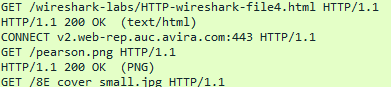 GET /wireshark-labs/HTTP-wireshark-file4.html HTTP/1.1
HTTP/1.1 200 OK (text/html)
CONNECT v2.web-rep.auc.avira.com:443 HTTP/1.1
GET /pearson.png HTTP/1.1
HTTP/1.1 200 OK (PNG)
GET /8E_cover_small.jpg HTTP/1.1